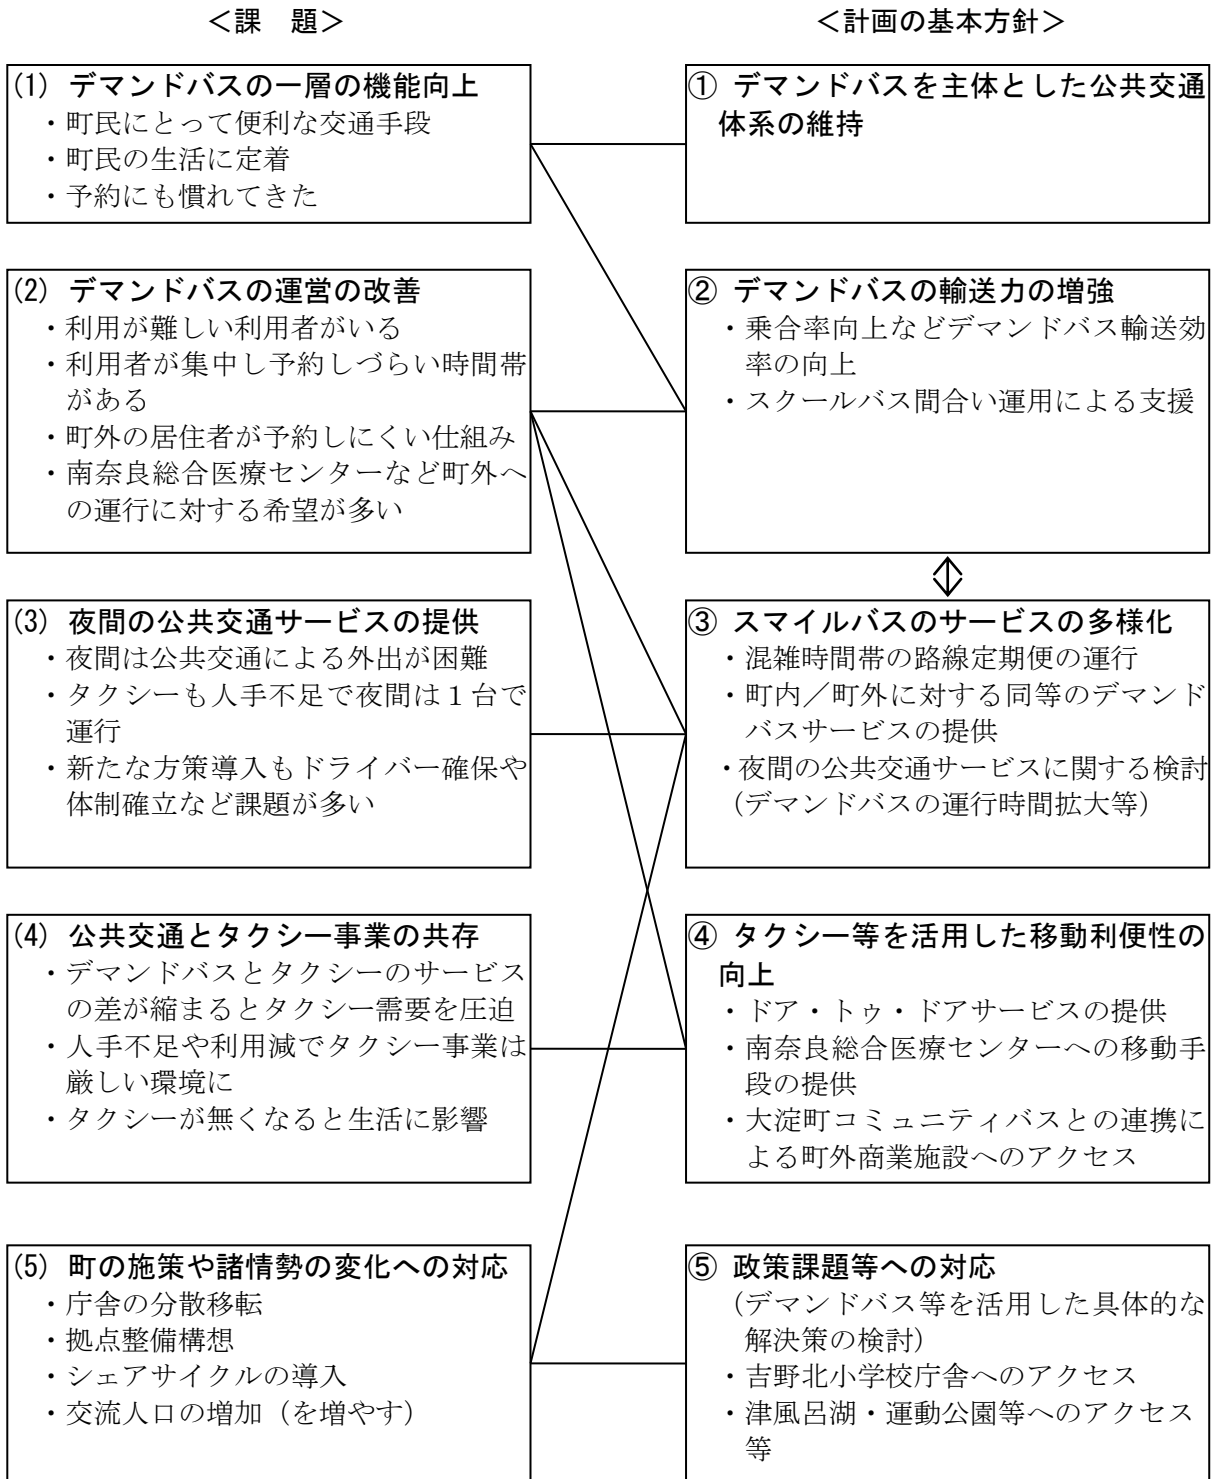 ＜課　題＞
(1) デマンドバスの一層の機能向上
・町民にとって便利な交通手段
・町民の生活に定着
・予約にも慣れてきた
(2) デマンドバスの運営の改善
・利用が難しい利用者がいる
・利用者が集中し予約しづらい時間帯
がある
・町外の居住者が予約しにくい仕組み
・南奈良総合医療センターなど町外へ
の運行に対する希望が多い
(3) 夜間の公共交通サービスの提供
・夜間は公共交通による外出が困難
・タクシーも人手不足で夜間は１台で
運行
・新たな方策導入もドライバー確保や
体制確立など課題が多い
(4) 公共交通とタクシー事業の共存
・デマンドバスとタクシーのサービス
の差が縮まるとタクシー需要を圧迫
・人手不足や利用減でタクシー事業は
厳しい環境に
・タクシーが無くなると生活に影響
(5) 町の施策や諸情勢の変化への対応
・庁舎の分散移転
・拠点整備構想
・シェアサイクルの導入
・交流人口の増加（を増やす）
＜計画の基本方針＞
① デマンドバスを主体とした公共交通
体系の維持
② デマンドバスの輸送力の増強
・乗合率向上などデマンドバス輸送効
率の向上
・スクールバス間合い運用による支援
③ スマイルバスのサービスの多様化
・混雑時間帯の路線定期便の運行
・町内／町外に対する同等のデマンド
バスサービスの提供
・夜間の公共交通サービスに関する検討
（デマンドバスの運行時間拡大等）
④ タクシー等を活用した移動利便性の
向上
・ドア・トゥ・ドアサービスの提供
・南奈良総合医療センターへの移動手
段の提供
・大淀町コミュニティバスとの連携に
よる町外商業施設へのアクセス
⑤ 政策課題等への対応
（デマンドバス等を活用した具体的な
解決策の検討）
・吉野北小学校庁舎へのアクセス
・津風呂湖・運動公園等へのアクセス
等